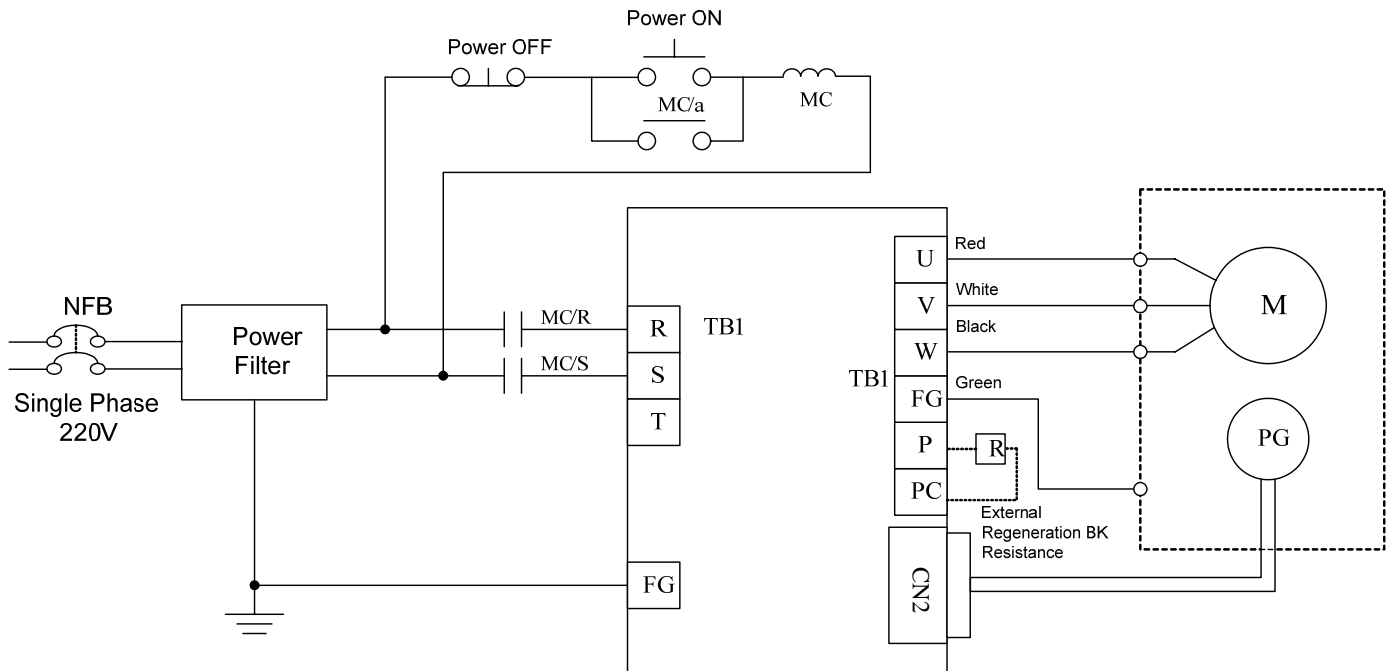 Power ON
Power OFF
MC/a
MC
NFB
Single Phase
220V
Power
Filter
MC/R
MC/S
R
S
T
TB1
FG
U
V
W
TB1
FG
P
PC
CN2
Red
White
Black
Green
R
External
Regeneration BK
Resistance
M
PG